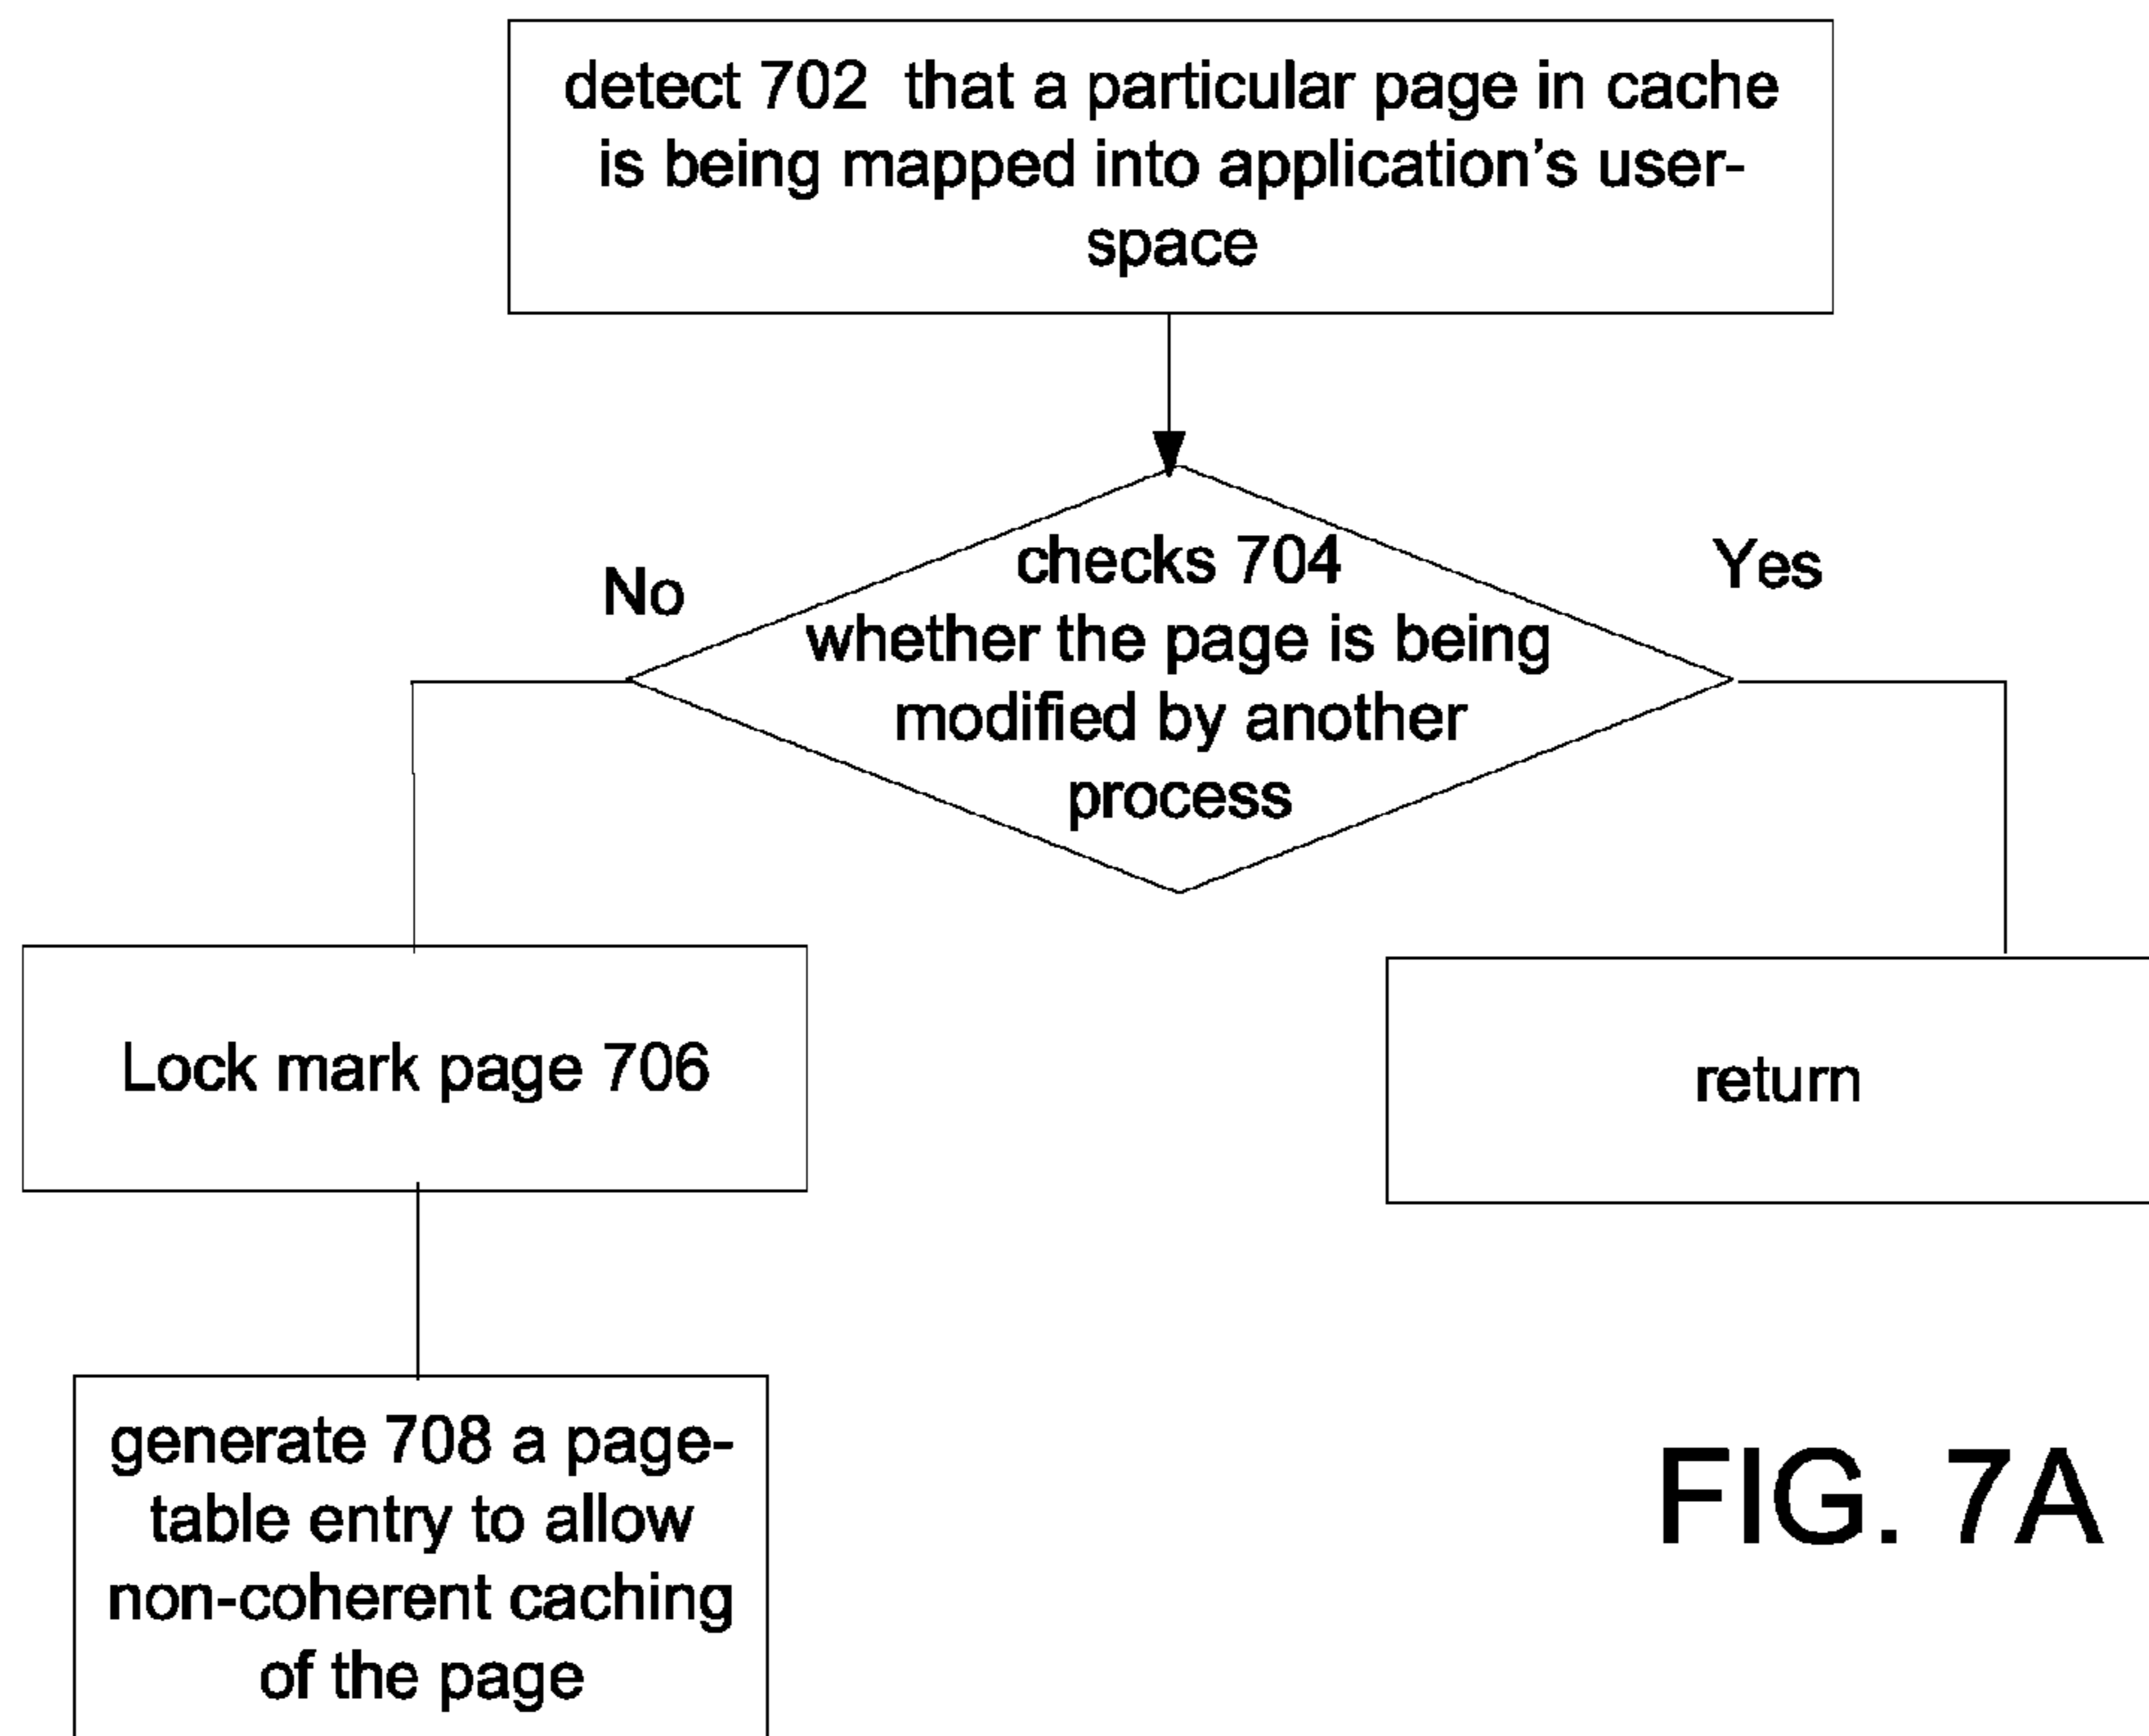 detect 702 that a particular page in cache
is being mapped into application's user-
space
checks 704
whether the page is being
modified by another
process
No
Yes
Lock mark page 706
return
generate 708 a page-
table entry to allow
non-coherent caching
of the page
FIG. 7A